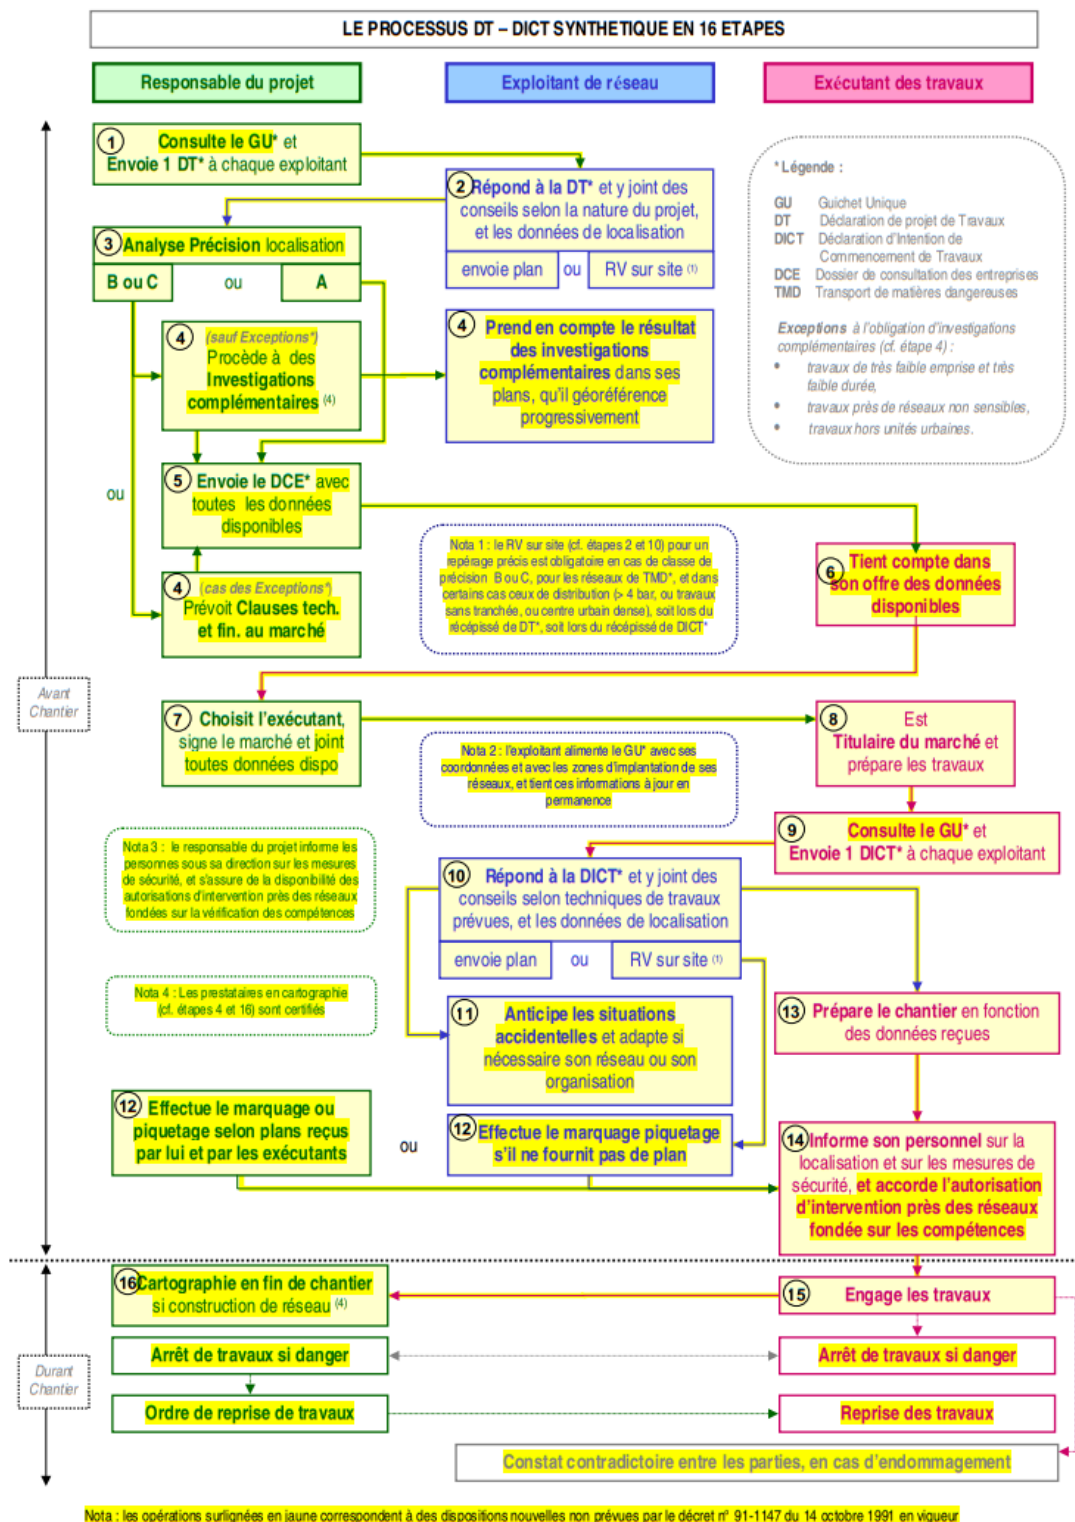 LE PROCESSUS DT – DICT SYNTHETIQUE EN 16 ETAPES
Responsable du projet
Exploitant de réseau
Exécutant des travaux
1
Consulte le GU* et
Envoie 1 DT* à chaque exploitant
* Légende :
GU Guichet Unique
DT Déclaration de projet de Travaux
DICT Déclaration d'Intention de
Commencement de Travaux
DCE Dossier de consultation des entreprises
TMD Transport de matières dangereuses
Exceptions à l'obligation d'investigations
complémentaires (cf. étape 4) :
• travaux de très faible emprise et très
faible durée,
• travaux près de réseaux non sensibles,
• travaux hors unités urbaines.
2
Répond à la DT* et y joint des
conseils selon la nature du projet,
et les données de localisation
envoie plan
ou
RV sur site (1)
3
Analyse Précision localisation
B ou C
ou
A
4
(sauf Exceptions*)
Procède à des
Investigations
complémentaires (4)
4
Prend en compte le résultat
des investigations
complémentaires dans ses
plans, qu'il géoréférence
progressivement
ou
5
Envoie le DCE* avec
toutes les données
disponibles
4
(cas des Exceptions*)
Prévoit Clauses tech.
et fin. au marché
Nota 1 : le RV sur site (cf. étapes 2 et 10) pour un
repérage précis est obligatoire en cas de classe de
précision B ou C, pour les réseaux de TMD*, et dans
certains cas ceux de distribution (> 4 bar, ou travaux
sans tranchée, ou centre urbain dense), soit lors du
récépissé de DT*, soit lors du récépissé de DICT*
6
Tient compte dans
son offre des données
disponibles
Avant
Chantier
7
Choisit l'exécutant,
signe le marché et joint
toutes données dispo
8
Est
Titulaire du marché et
prépare les travaux
Nota 2 : l'exploitant alimente le GU* avec ses
coordonnées et avec les zones d'implantation de ses
réseaux, et tient ces informations à jour en
permanence
9
Consulte le GU* et
Envoie 1 DICT* à chaque exploitant
Nota 3 : le responsable du projet informe les
personnes sous sa direction sur les mesures
de sécurité, et s'assure de la disponibilité des
autorisations d'intervention près des réseaux
fondées sur la vérification des compétences
10
Répond à la DICT* et y joint des
conseils selon techniques de travaux
prévues, et les données de localisation
envoie plan
ou
RV sur site (1)
Nota 4 : Les prestataires en cartographie
(cf. étapes 4 et 16) sont certifiés
11
Anticipe les situations
accidentelles et adapte si
nécessaire son réseau ou son
organisation
13
Prépare le chantier en fonction
des données reçues
12
Effectue le marquage ou
piquetage selon plans reçus
par lui et par les exécutants
ou
12
Effectue le marquage piquetage
s'il ne fournit pas de plan
14
Informe son personnel sur la
localisation et sur les mesures de
sécurité, et accorde l'autorisation
d'intervention près des réseaux
fondée sur les compétences
16
Cartographie en fin de chantier
si construction de réseau (4)
15
Engage les travaux
Durant
Chantier
Arrêt de travaux si danger
Arrêt de travaux si danger
Ordre de reprise de travaux
Reprise des travaux
Constat contradictoire entre les parties, en cas d'endommagement
Nota : les opérations surlignées en jaune correspondent à des dispositions nouvelles non prévues par le décret n° 91-1147 du 14 octobre 1991 en vigueur